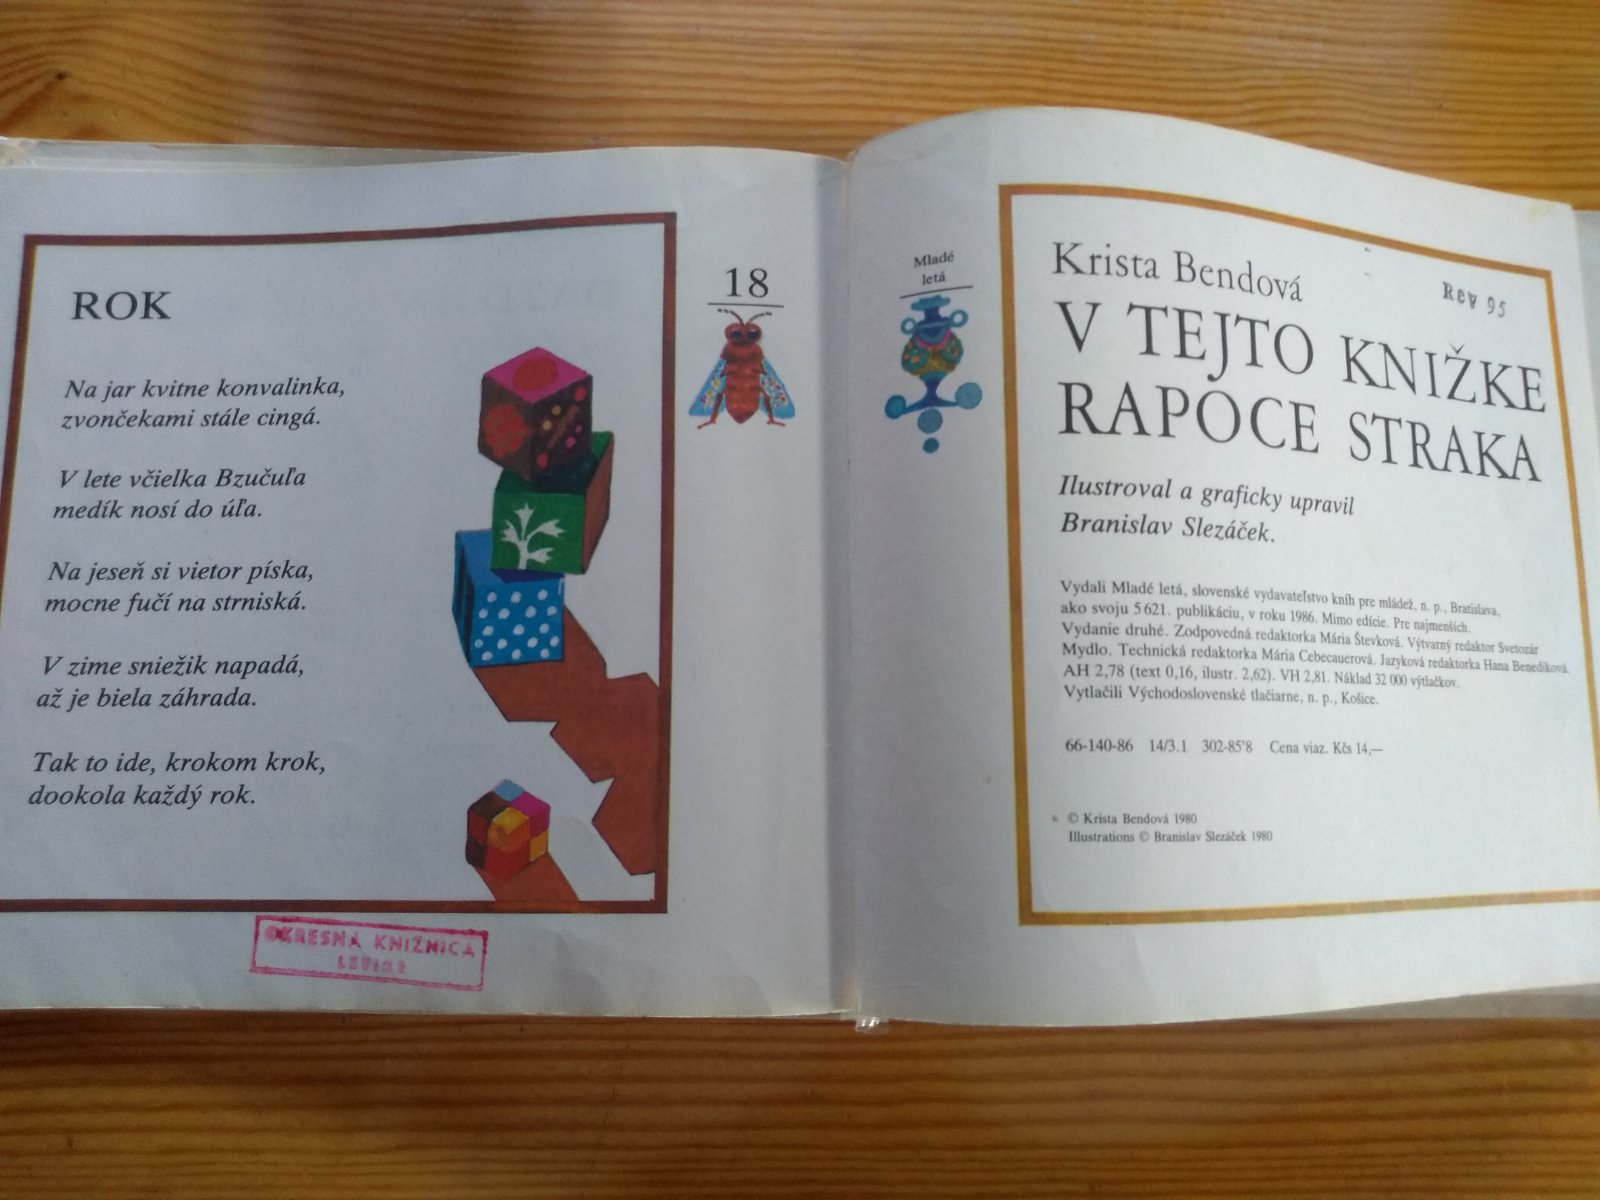 ROK
Na jar kvitne konvalinka,
zvončekami stále cingá.
V lete včielka Bzučuľa
medík nosí do úľa.
Na jeseň si vietor píska,
mocne fučí na strniská.
V zime sniežik napadá,
až je biela záhrada.
Tak to ide, krokom krok,
dookola každý rok.
18
OKRESNÁ KNIŽNICA
LEVICE
Mladé
letá
Krista Bendová
Rev 95
V TEJTO KNIŽKE
RAPOCE STRAKA
Ilustroval a graficky upravil
Branislav Slezáček.
Vydali Mladé letá, slovenské vydavateľstvo kníh pre mládež, n. p., Bratislava,
ako svoju 5 621. publikáciu, v roku 1986. Mimo edície. Pre najmenších.
Vydanie druhé. Zodpovedná redaktorka Mária Števková. Výtvarný redaktor Svetozár
Mydlo. Technická redaktorka Mária Cebecauerová. Jazyková redaktorka Hana Benediková.
AH 2,78 (text 0,16, ilustr. 2,62). VH 2,81. Náklad 32 000 výtlačkov.
Vytlačili Východoslovenské tlačiarne, n. p., Košice.
66-140-86 14/3.1 302-85'8 Cena viaz. Kčs 14,—
© Krista Bendová 1980
Illustrations © Branislav Slezáček 1980